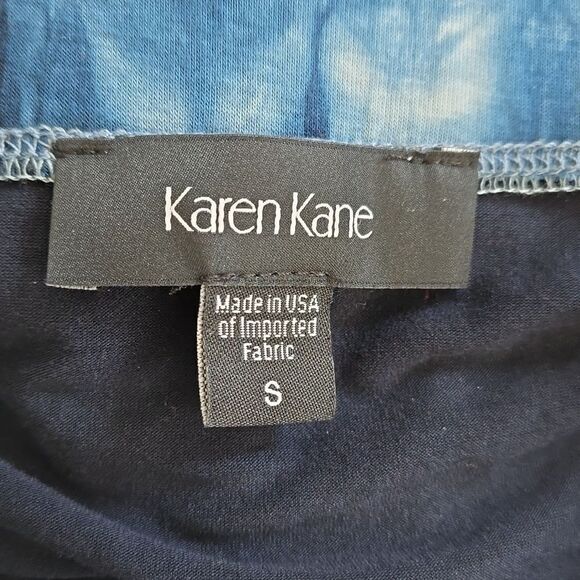 Karen Kane
Made in USA
of Imported
Fabric
S